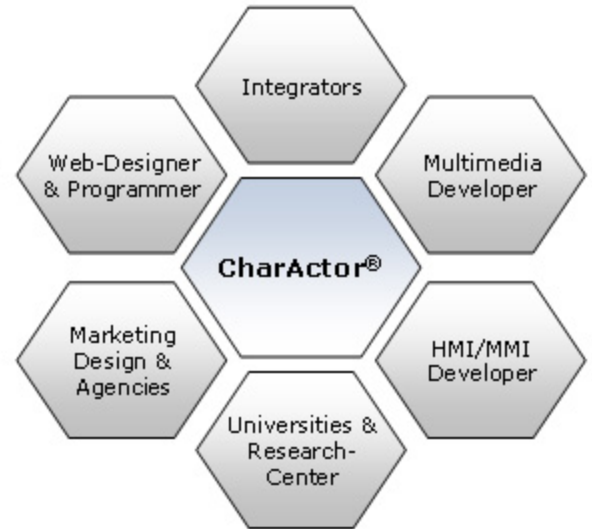 Integrators
Web-Designer
& Programmer
Multimedia
Developer
CharActor®
Marketing
Design &
Agencies
HMI/MMI
Developer
Universities &
Research-
Center